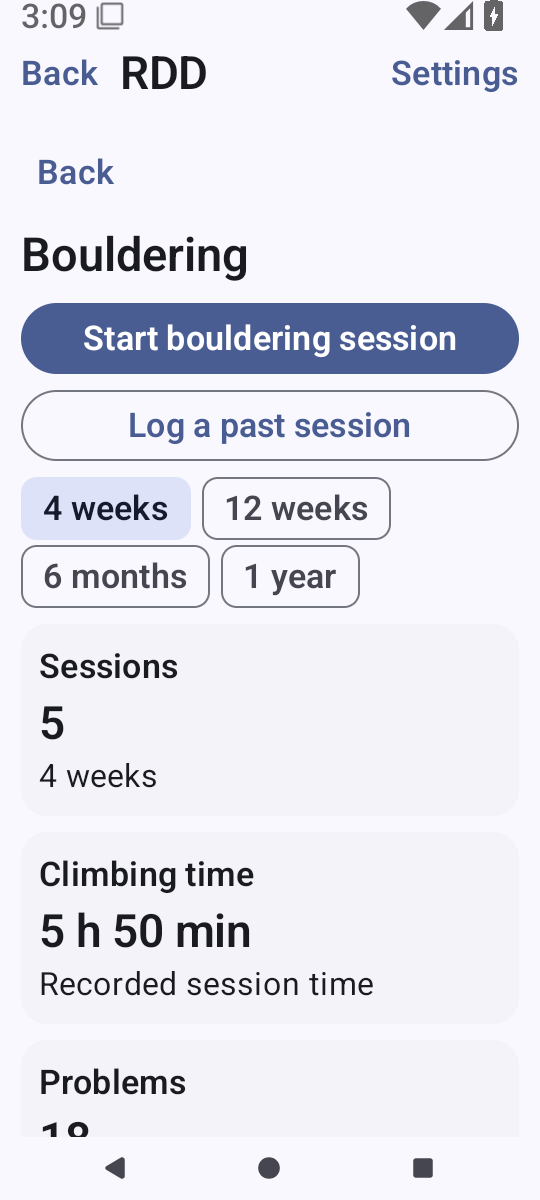 3:09
Back RDD Settings
Back
Bouldering
Start bouldering session
Log a past session
4 weeks 12 weeks
6 months 1 year
Sessions
5
4 weeks
Climbing time
5 h 50 min
Recorded session time
Problems